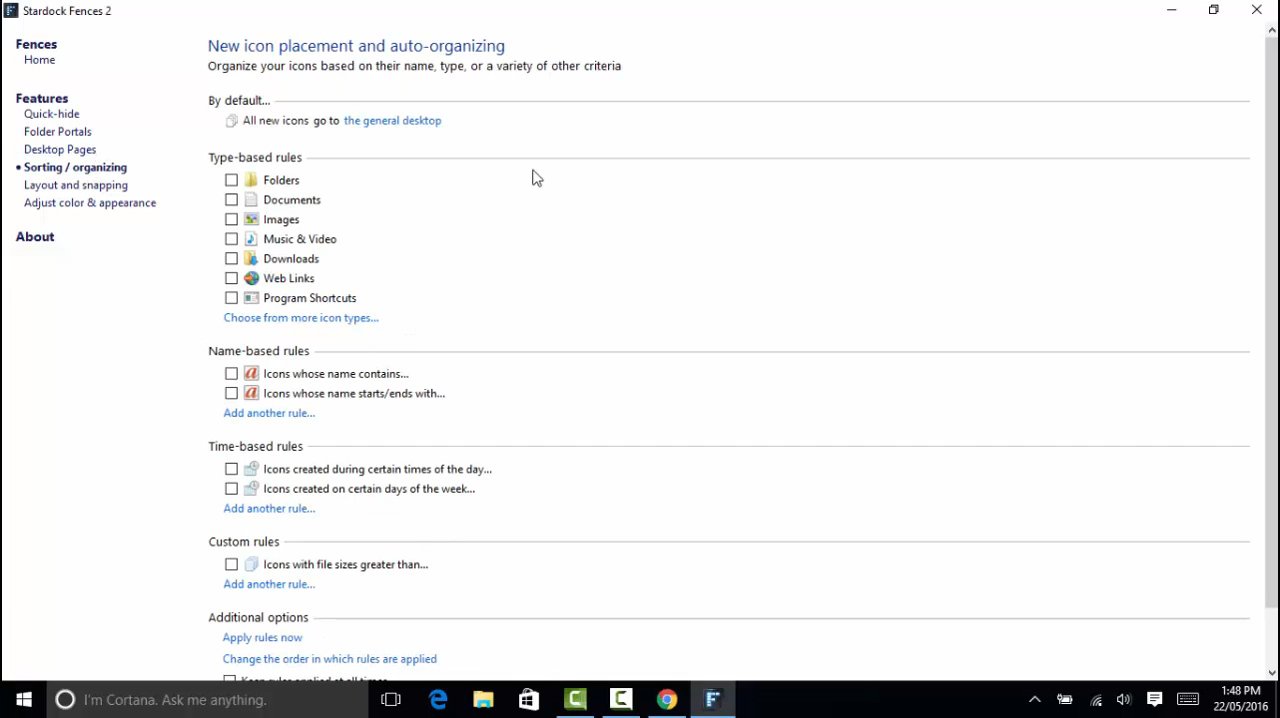 Stardock Fences 2
Fences
Home
Features
Quick-hide
Folder Portals
Desktop Pages
Sorting / organizing
Layout and snapping
Adjust color & appearance
About
New icon placement and auto-organizing
Organize your icons based on their name, type, or a variety of other criteria
By default...
All new icons go to the general desktop
Type-based rules
Folders
Documents
Images
Music & Video
Downloads
Web Links
Program Shortcuts
Choose from more icon types...
Name-based rules
Icons whose name contains...
Icons whose name starts/ends with...
Add another rule...
Time-based rules
Icons created during certain times of the day...
Icons created on certain days of the week...
Add another rule...
Custom rules
Icons with file sizes greater than...
Add another rule...
Additional options
Apply rules now
Change the order in which rules are applied
Keep rules applied at all times
I'm Cortana. Ask me anything.
1:48 PM
22/05/2016